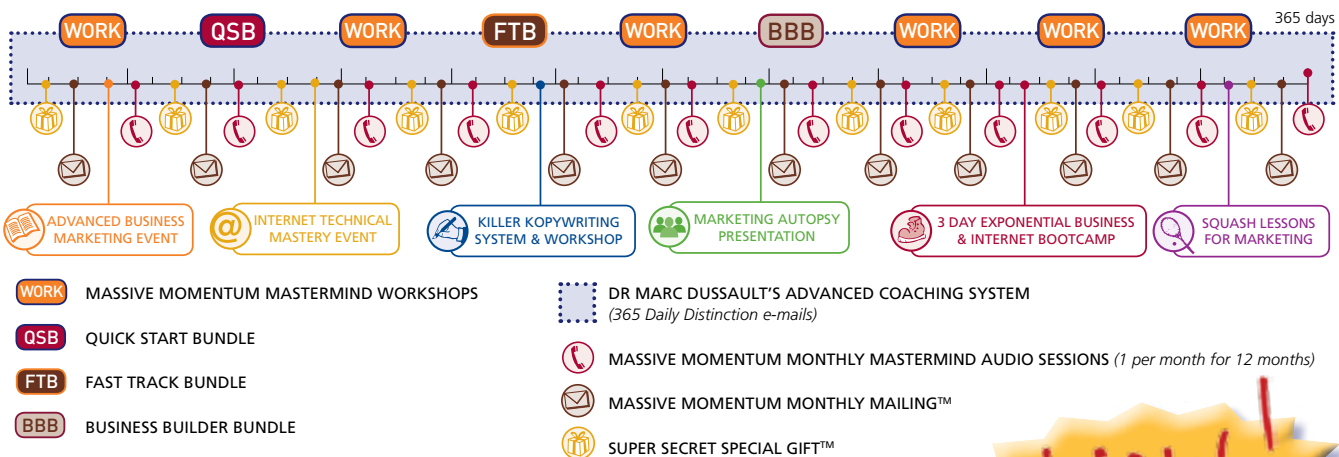 365 days
WORK QSB WORK FTB WORK BBB WORK WORK WORK
ADVANCED BUSINESS
MARKETING EVENT
@ INTERNET TECHNICAL
MASTERY EVENT
KILLER KOPYWRITING
SYSTEM & WORKSHOP
MARKETING AUTOPSY
PRESENTATION
3 DAY EXPONENTIAL BUSINESS
& INTERNET BOOTCAMP
SQUASH LESSONS
FOR MARKETING
WORK MASSIVE MOMENTUM MASTERMIND WORKSHOPS
QSB QUICK START BUNDLE
FTB FAST TRACK BUNDLE
BBB BUSINESS BUILDER BUNDLE
DR MARC DUSSAULT'S ADVANCED COACHING SYSTEM
(365 Daily Distinction e-mails)
MASSIVE MOMENTUM MONTHLY MASTERMIND AUDIO SESSIONS (1 per month for 12 months)
MASSIVE MOMENTUM MONTHLY MAILING™
SUPER SECRET SPECIAL GIFT™